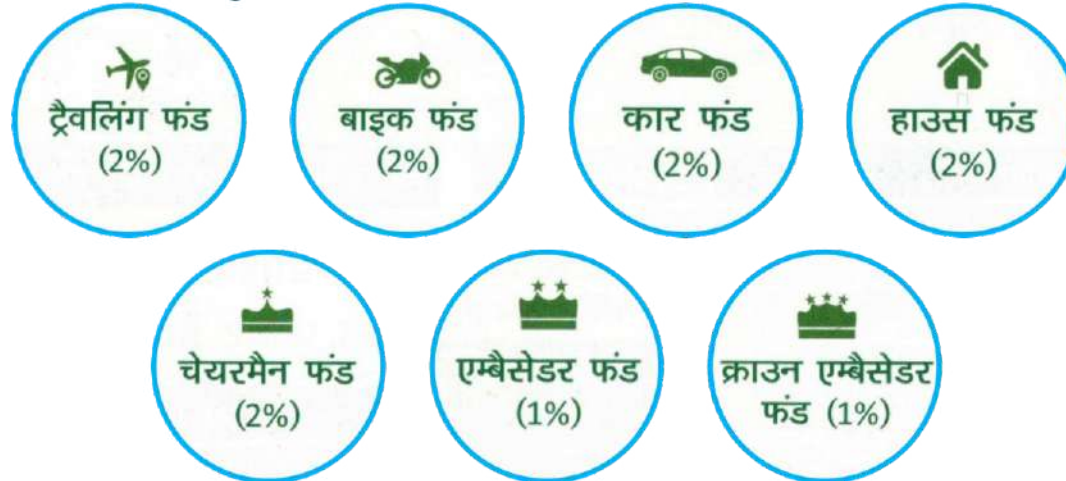 ट्रैवलिंग फंड
(2%)
बाइक फंड
(2%)
कार फंड
(2%)
हाउस फंड
(2%)
चेयरमैन फंड
(2%)
एम्बैसेडर फंड
(1%)
क्राउन एम्बैसेडर
फंड (1%)